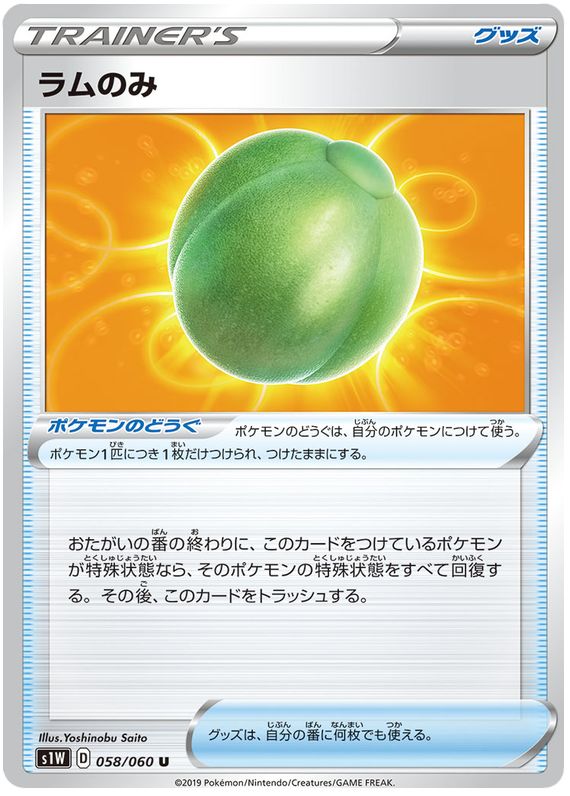 TRAINER'S
グッズ
ラムのみ
ポケモンのどうぐ
ポケモンのどうぐは、自分のポケモンにつけて使う。
ポケモン1匹につき1枚だけつけられ、つけたままにする。
おたがいの番の終わりに、このカードをつけているポケモン
が特殊状態なら、そのポケモンの特殊状態をすべて回復す
る。その後、このカードをトラッシュする。
グッズは、自分の番に何枚でも使える。
Illus.Yoshinobu Saito
s1W D 058/060 U
©2019 Pokémon/Nintendo/Creatures/GAME FREAK.